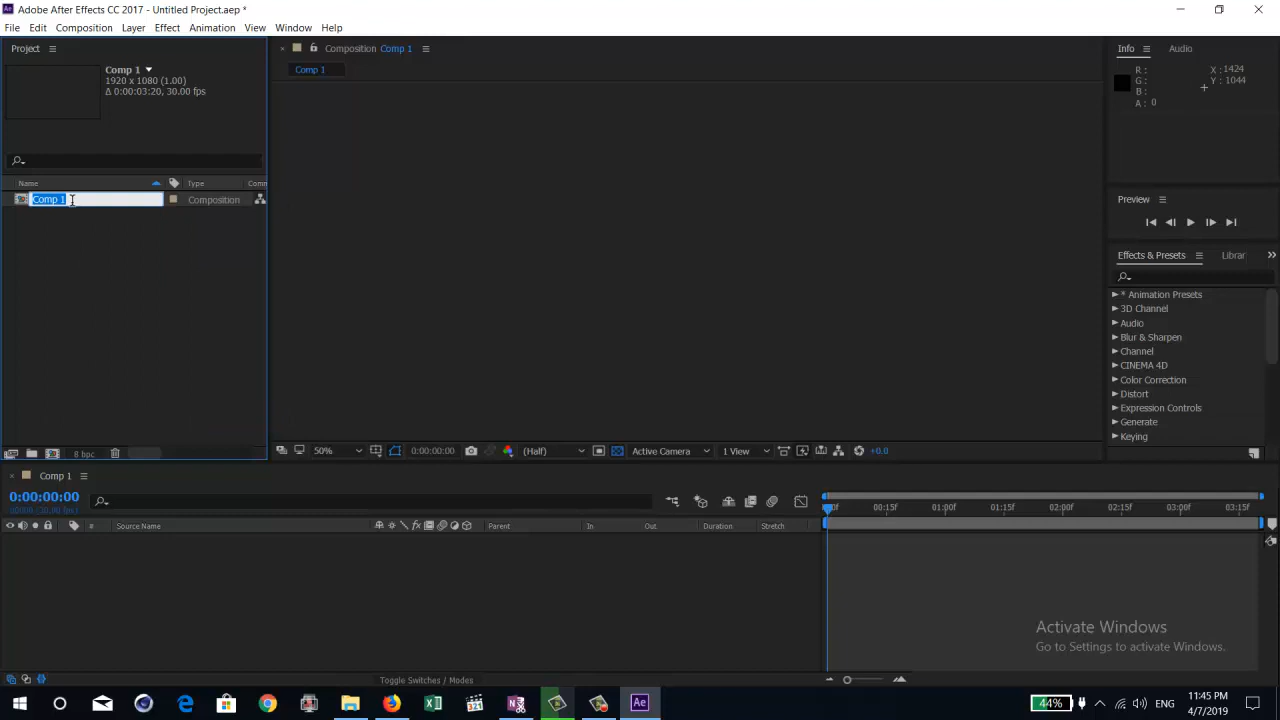 Adobe After Effects CC 2017 - Untitled Project.aep *
File Edit Composition Layer Effect Animation View Window Help
Project
Composition Comp 1
Info Audio
Comp 1
1920 x 1080 (1.00)
Δ 0:00:03:20, 30.00 fps
Comp 1
R:
G:
B:
A: 0
X: 1424
Y: 1044
Name Type Comm
Comp 1 Composition
Preview
Effects & Presets Librar
* Animation Presets
3D Channel
Audio
Blur & Sharpen
Channel
CINEMA 4D
Color Correction
Distort
Expression Controls
Generate
Keying
8 bpc
50% 0:00:00:00 (Half) Active Camera 1 View +0.0
Comp 1
0:00:00:00
00000 (30.00 fps)
00:15f 01:00f 01:15f 02:00f 02:15f 03:00f 03:15f
# Source Name Parent In Out Duration Stretch
Activate Windows
Go to Settings to activate Windows.
Toggle Switches / Modes
Ae 44% ENG 11:45 PM
4/7/2019